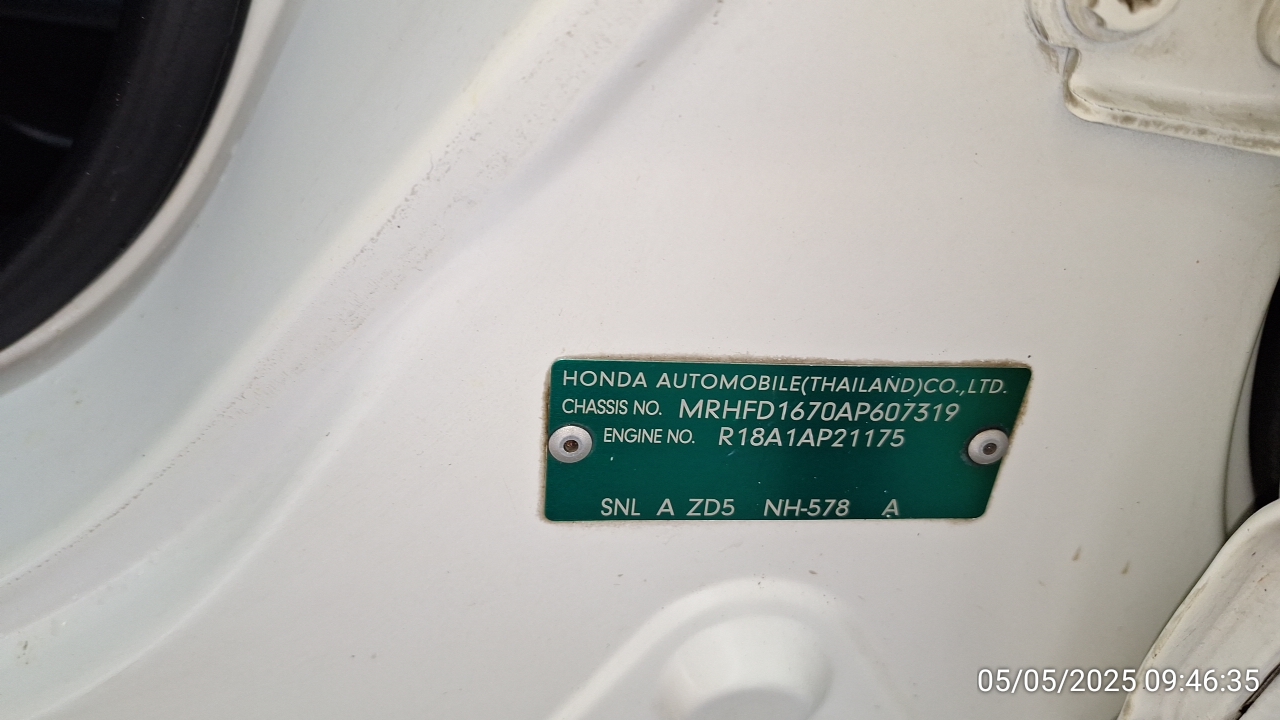 HONDA AUTOMOBILE(THAILAND)CO.,LTD.
CHASSIS NO. MRHFD1670AP607319
ENGINE NO. R18A1AP21175
SNL A ZD5 NH-578 A
05/05/2025 09:46:35